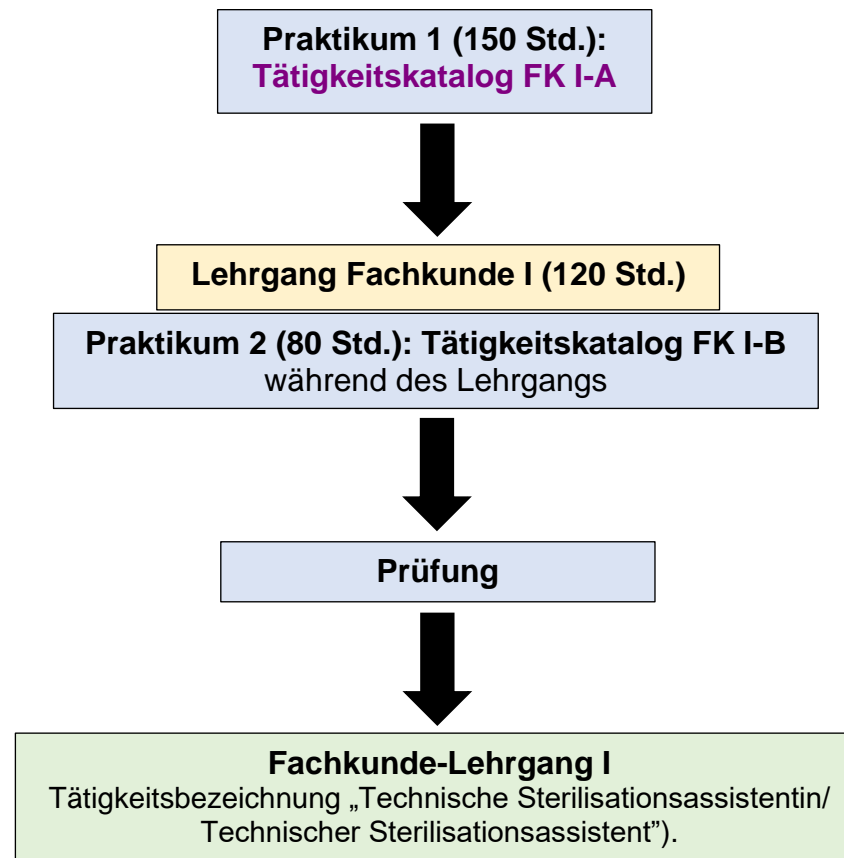 Praktikum 1 (150 Std.):
Tätigkeitskatalog FK I-A
Lehrgang Fachkunde I (120 Std.)
Praktikum 2 (80 Std.): Tätigkeitskatalog FK I-B
während des Lehrgangs
Prüfung
Fachkunde-Lehrgang I
Tätigkeitsbezeichnung „Technische Sterilisationsassistentin/
Technischer Sterilisationsassistent”).